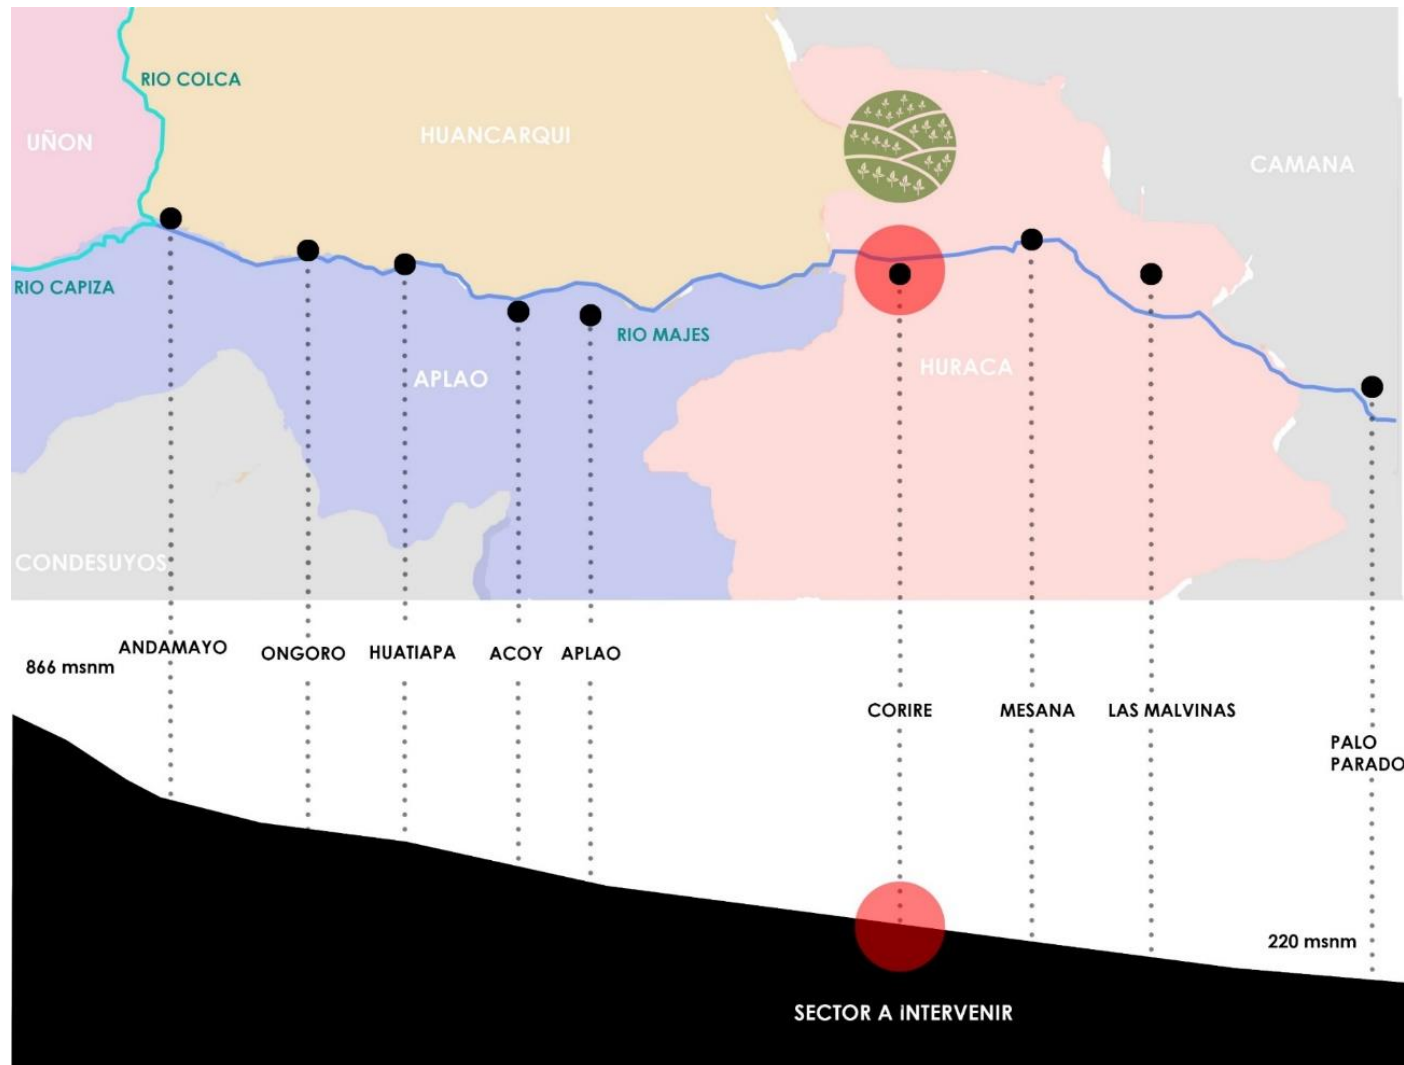 RIO COLCA
UÑON
HUANCARQUI
CAMANA
RIO CAPIZA
RIO MAJES
APLAO
HURACA
CONDESUYOS
ANDAMAYO
ONGORO
HUATIAPA
ACOY
APLAO
866 msnm
CORIRE
MESANA
LAS MALVINAS
PALO
PARADO
220 msnm
SECTOR A INTERVENIR